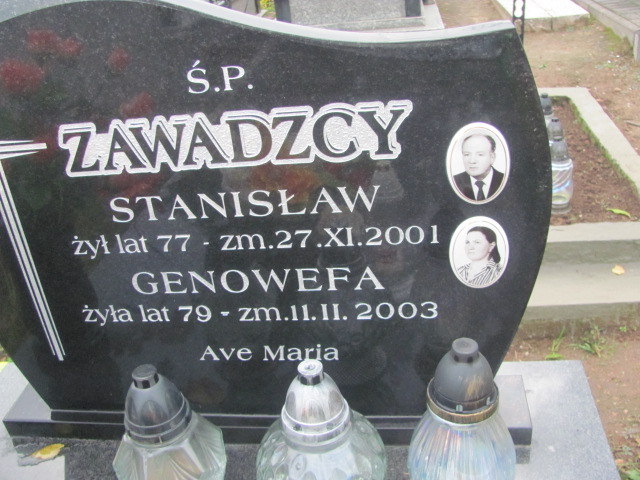 Ś.P.
ZAWADZCY
STANISŁAW
żył lat 77 - zm.27.XI.2001
GENOWEFA
żyła lat 79 - zm.11.II.2003
Ave Maria